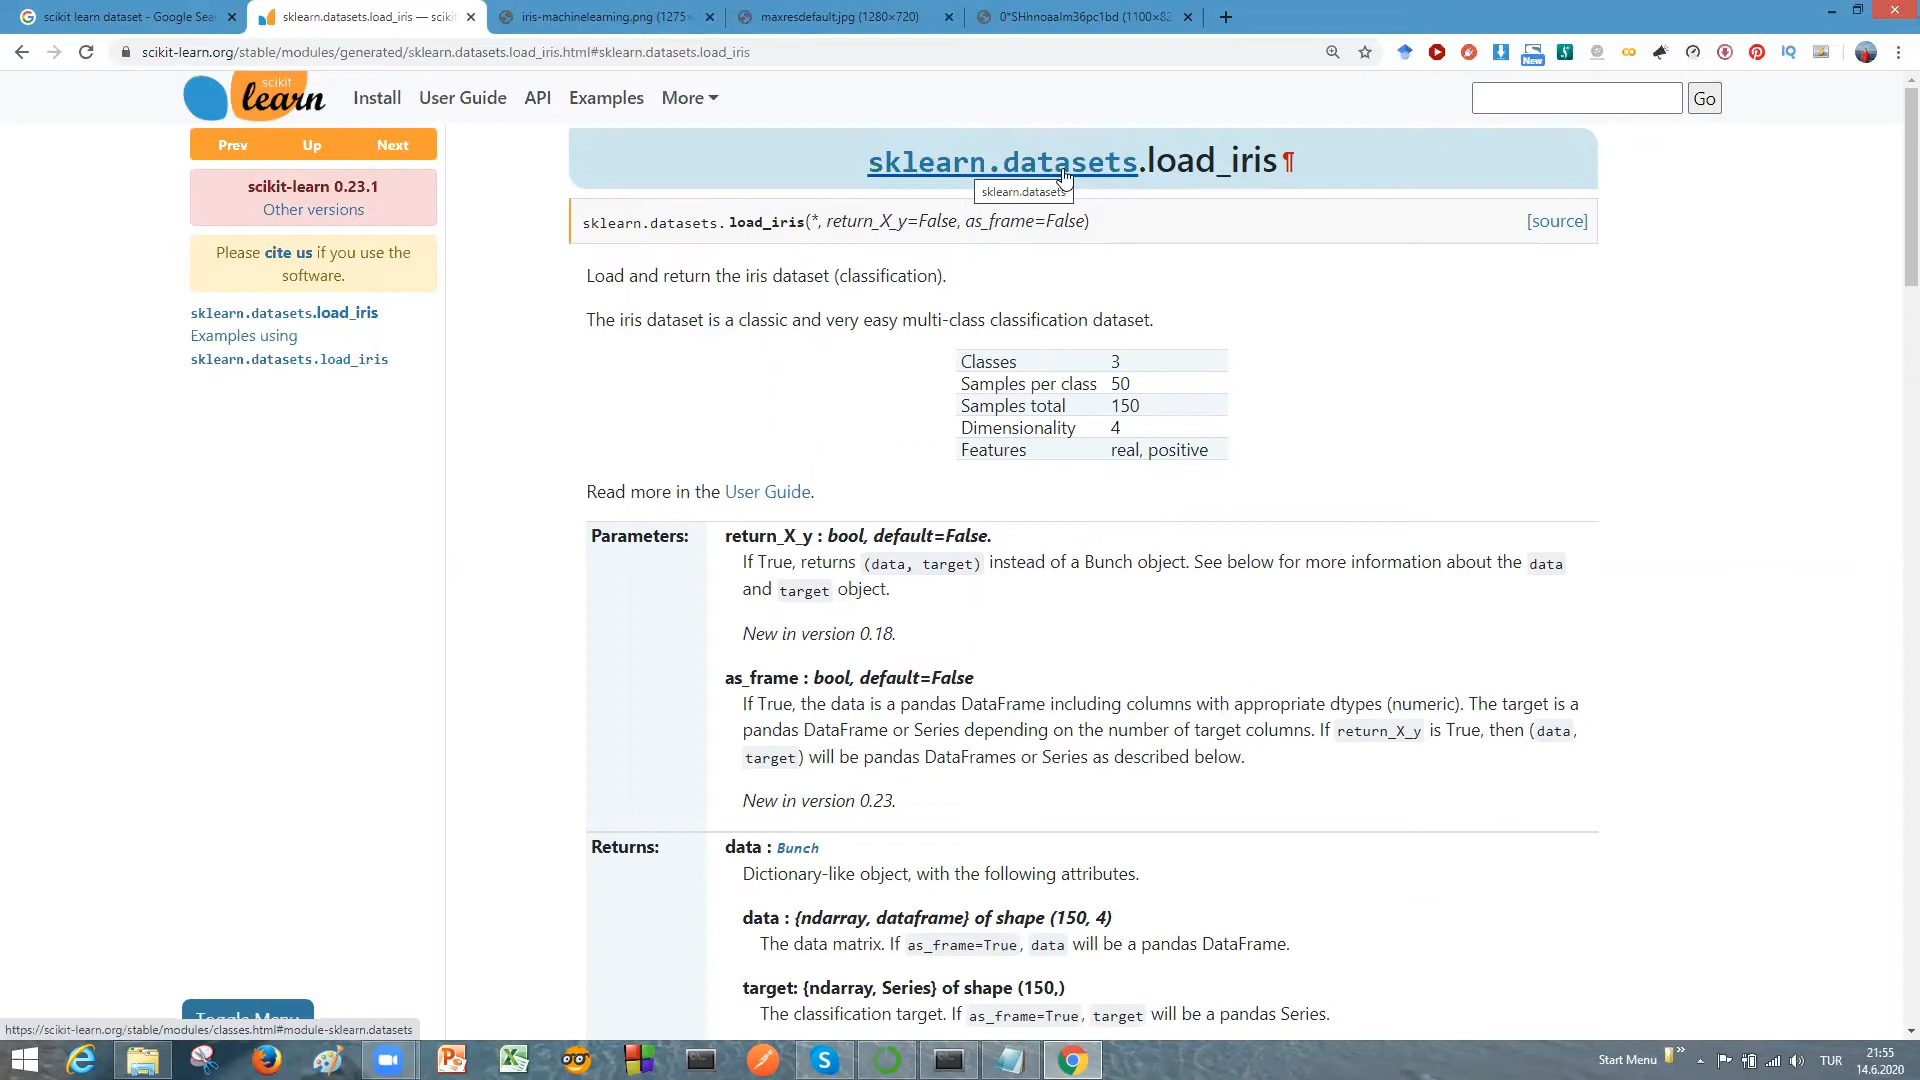 scikit learn dataset - Google Sea
sklearn.datasets.load_iris — scikit
iris-machinelearning.png (1275×
maxresdefault.jpg (1280×720)
0*SHhnoaalm36pc1bd (1100×82
scikit-learn.org/stable/modules/generated/sklearn.datasets.load_iris.html#sklearn.datasets.load_iris
New
scikit
learn
Install User Guide API Examples More
Go
Prev Up Next
scikit-learn 0.23.1
Other versions
Please cite us if you use the
software.
sklearn.datasets.load_iris
Examples using
sklearn.datasets.load_iris
Toggle Menu
sklearn.datasets.load_iris¶
sklearn.datasets
sklearn.datasets.load_iris(*, return_X_y=False, as_frame=False) [source]
Load and return the iris dataset (classification).
The iris dataset is a classic and very easy multi-class classification dataset.
Classes 3
Samples per class 50
Samples total 150
Dimensionality 4
Features real, positive
Read more in the User Guide.
Parameters: return_X_y : bool, default=False.
If True, returns (data, target) instead of a Bunch object. See below for more information about the data
and target object.
New in version 0.18.
as_frame : bool, default=False
If True, the data is a pandas DataFrame including columns with appropriate dtypes (numeric). The target is a
pandas DataFrame or Series depending on the number of target columns. If return_X_y is True, then (data,
target) will be pandas DataFrames or Series as described below.
New in version 0.23.
Returns: data : Bunch
Dictionary-like object, with the following attributes.
data : {ndarray, dataframe} of shape (150, 4)
The data matrix. If as_frame=True, data will be a pandas DataFrame.
target: {ndarray, Series} of shape (150,)
The classification target. If as_frame=True, target will be a pandas Series.
https://scikit-learn.org/stable/modules/classes.html#module-sklearn.datasets
Start Menu
TUR
21:55
14.6.2020